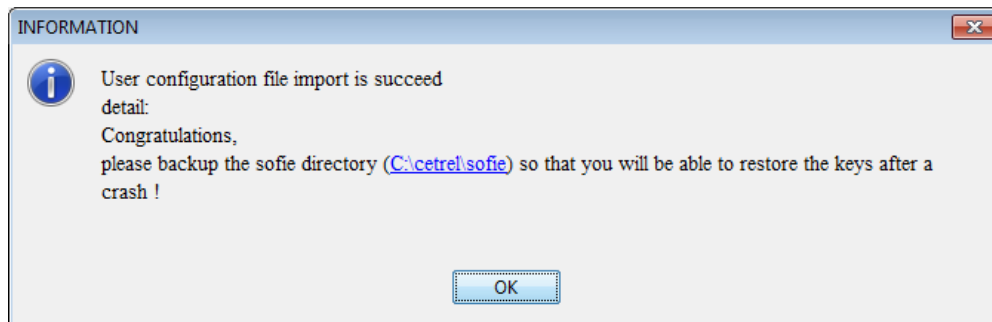 INFORMATION
User configuration file import is succeed
detail:
Congratulations,
please backup the sofie directory (C:\cetrel\sofie) so that you will be able to restore the keys after a
crash !
OK